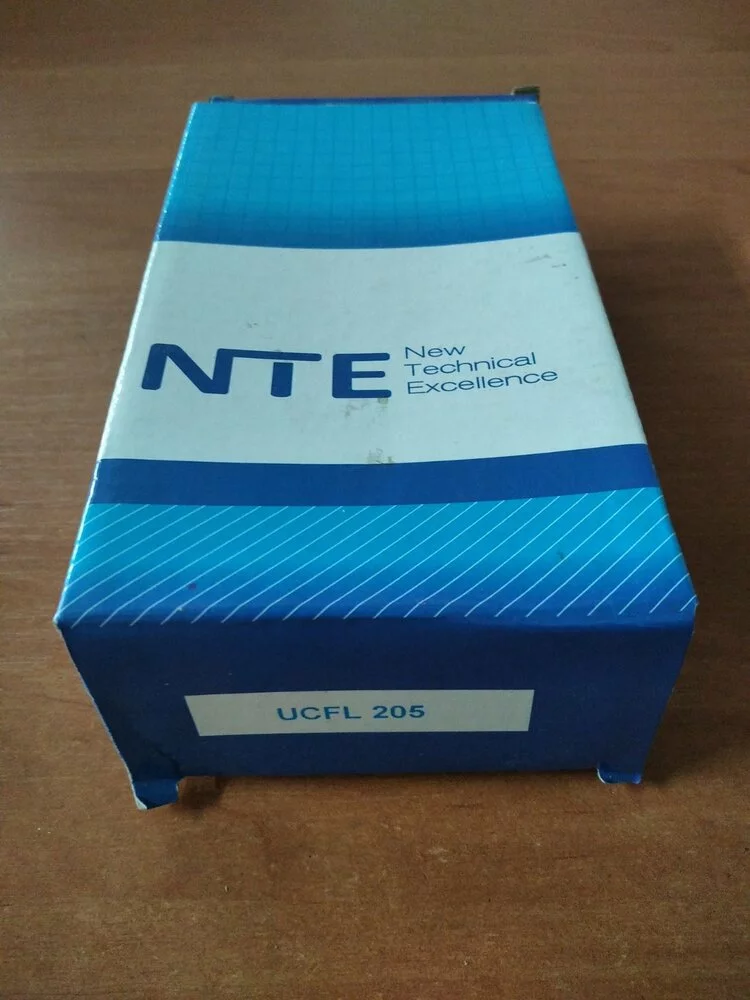 NTE
New
Technical
Excellence
UCFL 205